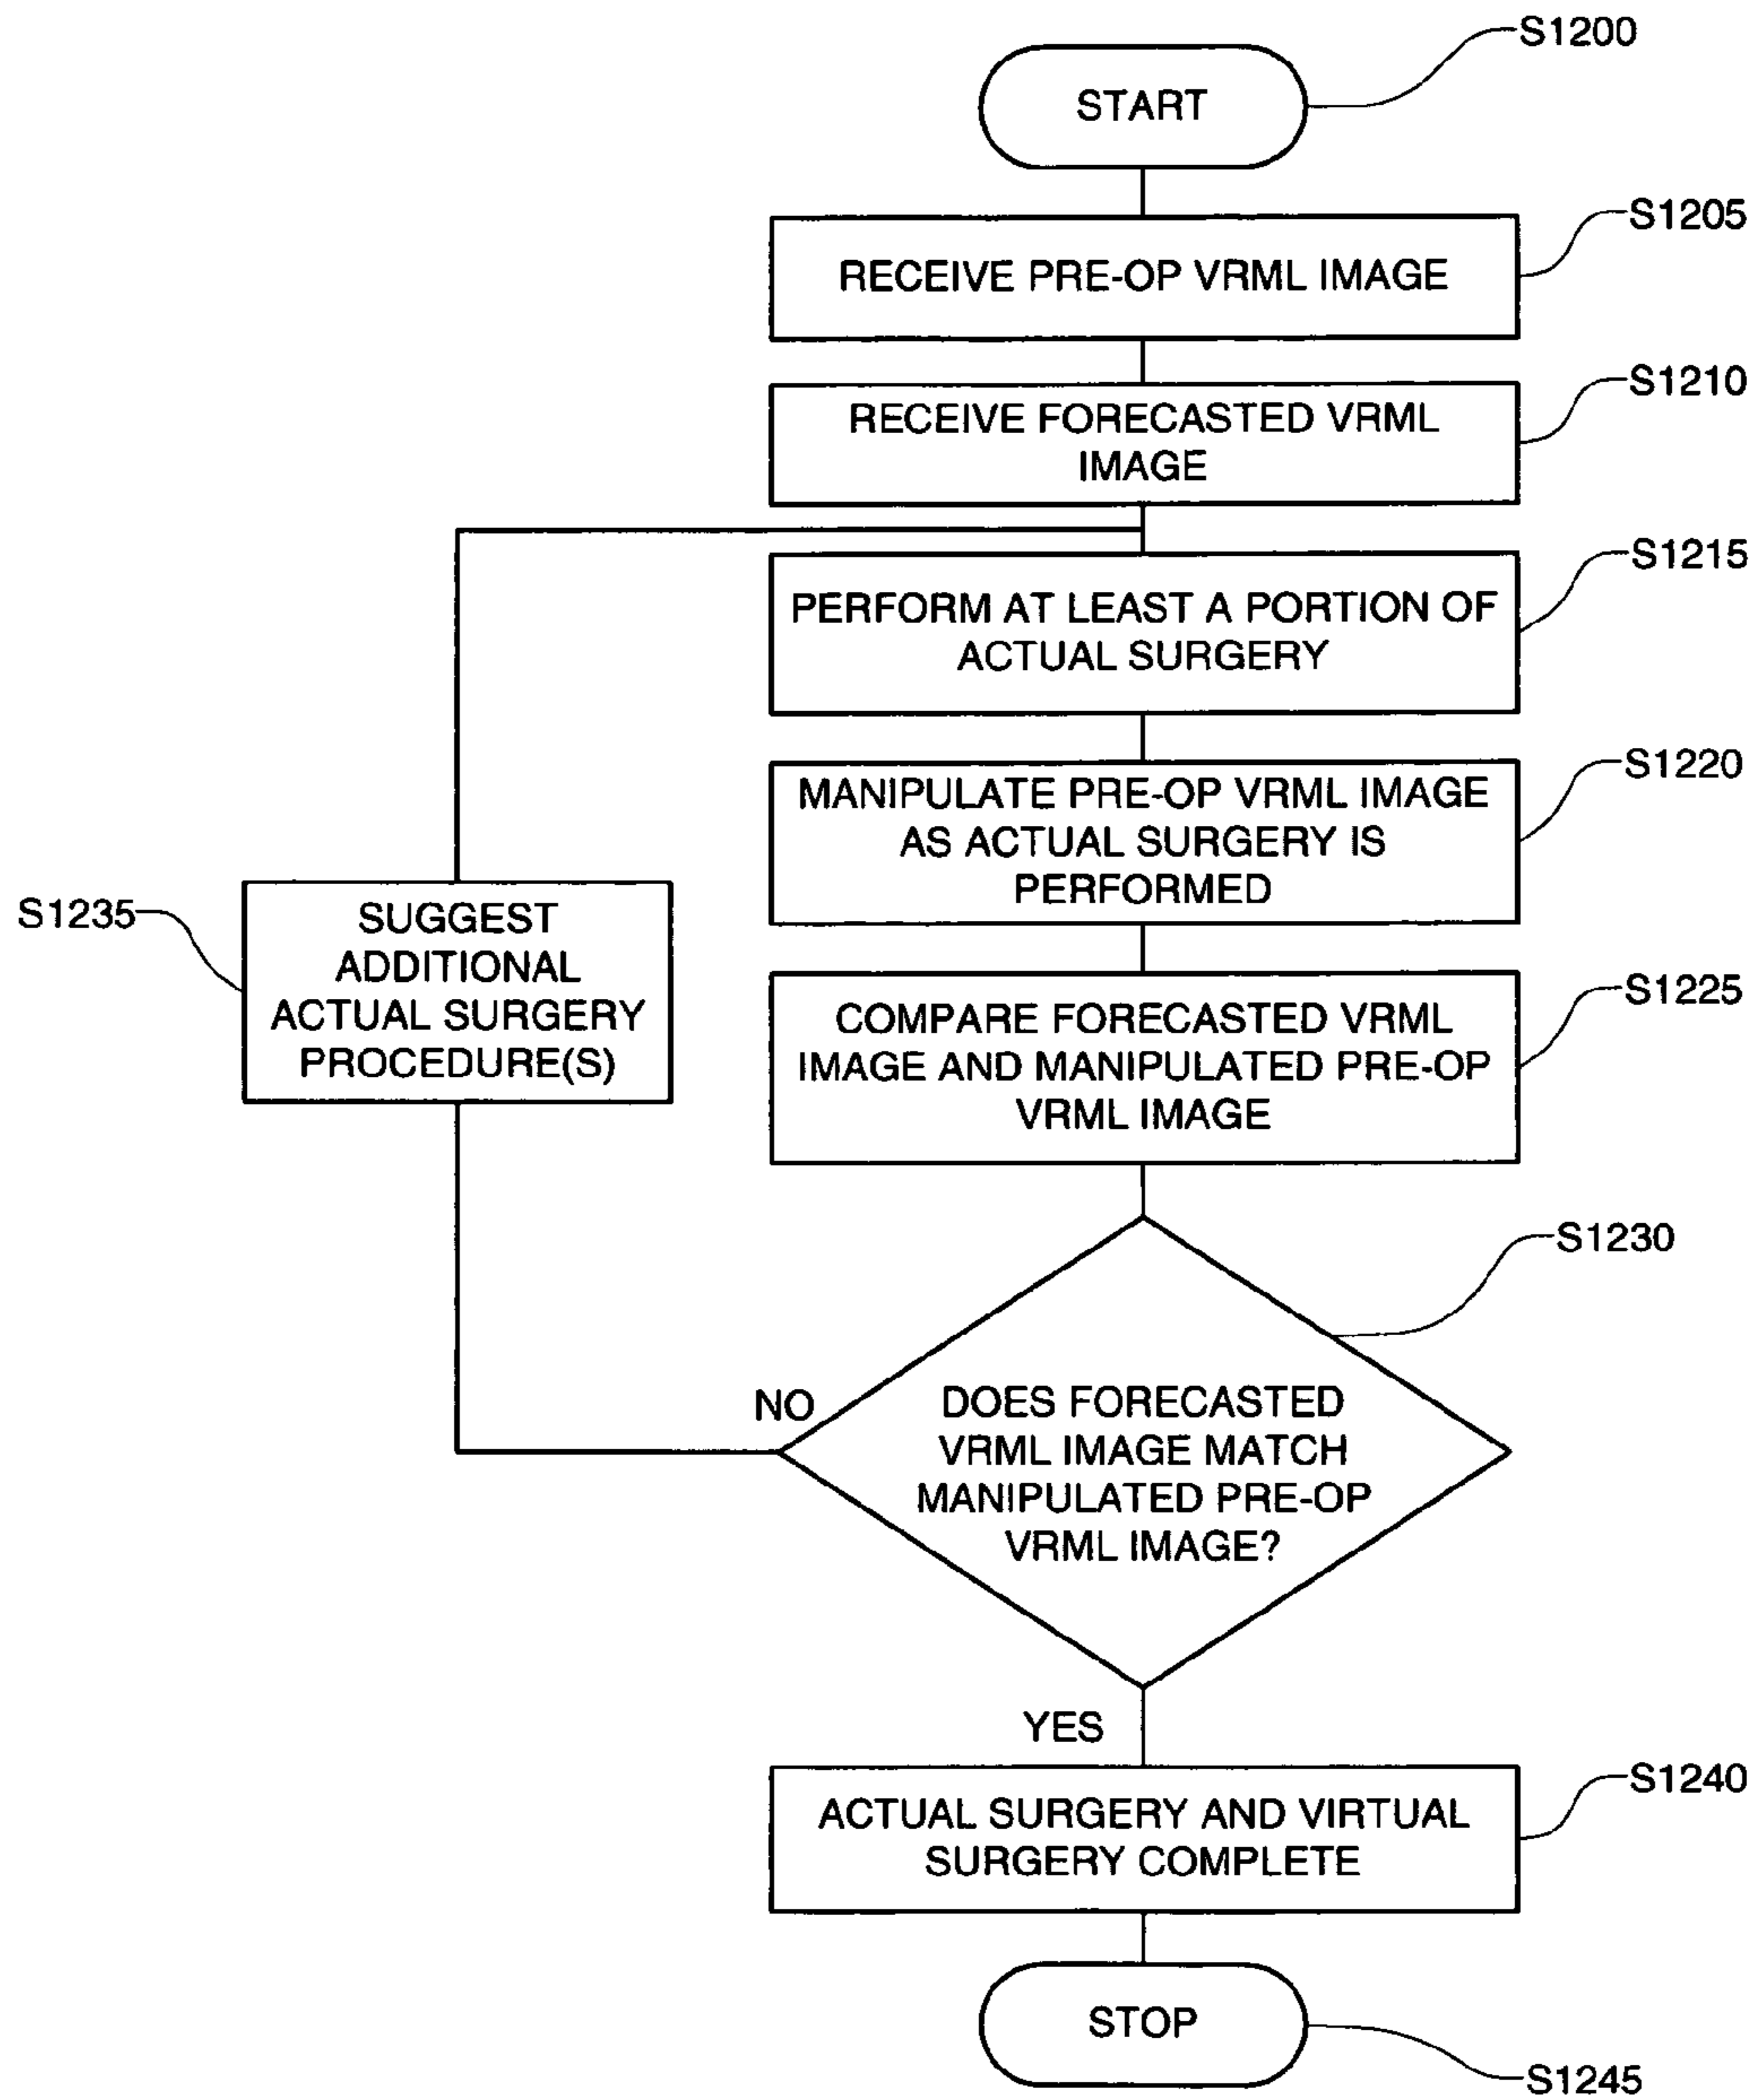 S1200
START
S1205
RECEIVE PRE-OP VRML IMAGE
S1210
RECEIVE FORECASTED VRML
IMAGE
S1215
PERFORM AT LEAST A PORTION OF
ACTUAL SURGERY
S1220
MANIPULATE PRE-OP VRML IMAGE
AS ACTUAL SURGERY IS
PERFORMED
S1235
SUGGEST
ADDITIONAL
ACTUAL SURGERY
PROCEDURE(S)
S1225
COMPARE FORECASTED VRML
IMAGE AND MANIPULATED PRE-OP
VRML IMAGE
S1230
NO
DOES FORECASTED
VRML IMAGE MATCH
MANIPULATED PRE-OP
VRML IMAGE?
YES
S1240
ACTUAL SURGERY AND VIRTUAL
SURGERY COMPLETE
STOP
S1245